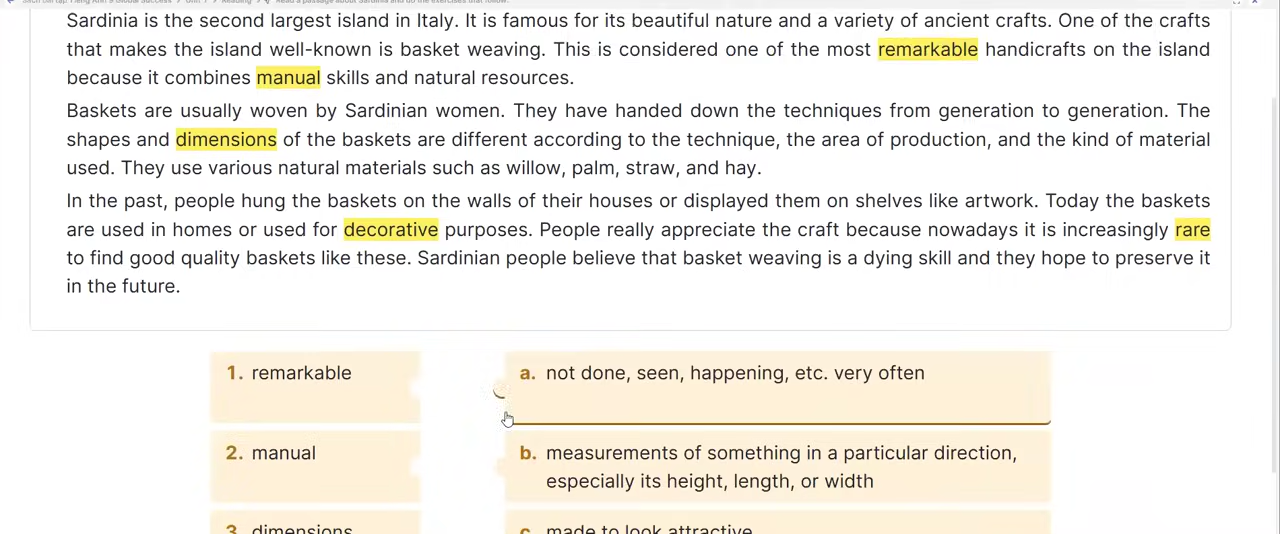 Sardinia is the second largest island in Italy. It is famous for its beautiful nature and a variety of ancient crafts. One of the crafts
that makes the island well-known is basket weaving. This is considered one of the most remarkable handicrafts on the island
because it combines manual skills and natural resources.
Baskets are usually woven by Sardinian women. They have handed down the techniques from generation to generation. The
shapes and dimensions of the baskets are different according to the technique, the area of production, and the kind of material
used. They use various natural materials such as willow, palm, straw, and hay.
In the past, people hung the baskets on the walls of their houses or displayed them on shelves like artwork. Today the baskets
are used in homes or used for decorative purposes. People really appreciate the craft because nowadays it is increasingly rare
to find good quality baskets like these. Sardinian people believe that basket weaving is a dying skill and they hope to preserve it
in the future.
1. remarkable
a. not done, seen, happening, etc. very often
2. manual
b. measurements of something in a particular direction,
especially its height, length, or width
3. dimensions
c. made to look attractive